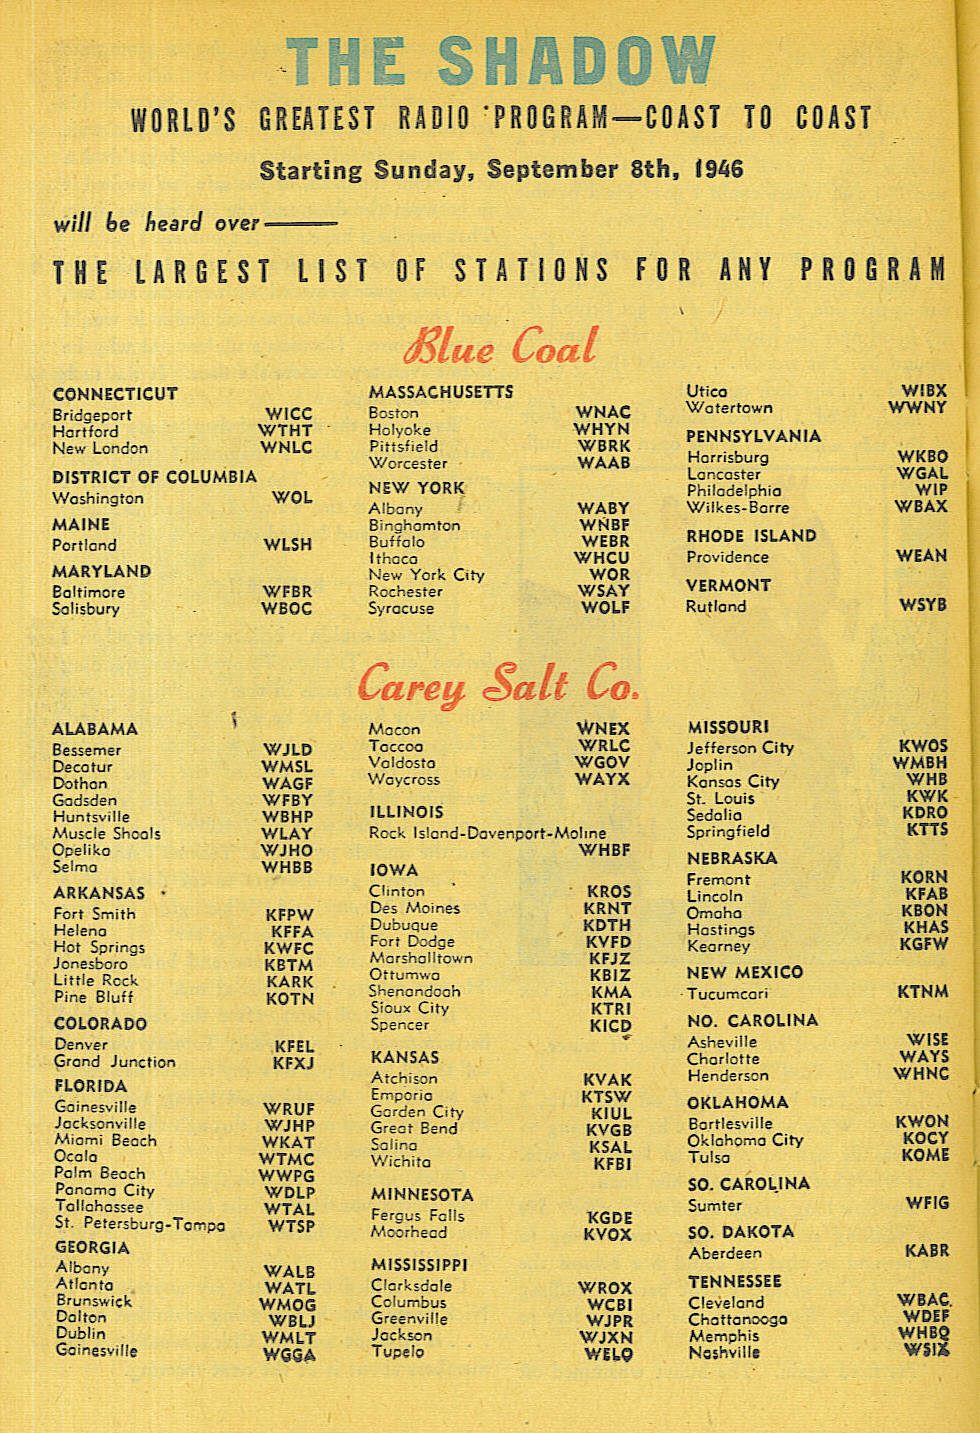 THE SHADOW
WORLD'S GREATEST RADIO PROGRAM—COAST TO COAST
Starting Sunday, September 8th, 1946
will be heard over——
THE LARGEST LIST OF STATIONS FOR ANY PROGRAM
Blue Coal
CONNECTICUT
Bridgeport WICC
Hartford WTHT
New London WNLC
DISTRICT OF COLUMBIA
Washington WOL
MAINE
Portland WLSH
MARYLAND
Baltimore WFBR
Salisbury WBOC
MASSACHUSETTS
Boston WNAC
Holyoke WHYN
Pittsfield WBRK
Worcester WAAB
NEW YORK
Albany WABY
Binghamton WNBF
Buffalo WEBR
Ithaca WHCU
New York City WOR
Rochester WSAY
Syracuse WOLF
Utica WIBX
Watertown WWNY
PENNSYLVANIA
Harrisburg WKBO
Lancaster WGAL
Philadelphia WIP
Wilkes-Barre WBAX
RHODE ISLAND
Providence WEAN
VERMONT
Rutland WSYB
Carey Salt Co.
ALABAMA
Bessemer WJLD
Decatur WMSL
Dothan WAGF
Gadsden WFBY
Huntsville WBHP
Muscle Shoals WLAY
Opelika WJHO
Selma WHBB
ARKANSAS
Fort Smith KFPW
Helena KFFA
Hot Springs KWFC
Jonesboro KBTM
Little Rock KARK
Pine Bluff KOTN
COLORADO
Denver KFEL
Grand Junction KFXJ
FLORIDA
Gainesville WRUF
Jacksonville WJHP
Miami Beach WKAT
Ocala WTMC
Palm Beach WWPG
Panama City WDLP
Tallahassee WTAL
St. Petersburg-Tampa WTSP
GEORGIA
Albany WALB
Atlanta WATL
Brunswick WMOG
Dalton WBLJ
Dublin WMLT
Gainesville WGGA
Macon WNEX
Taccoa WRLC
Valdosta WGOV
Waycross WAYX
ILLINOIS
Rock Island-Davenport-Moline
WHBF
IOWA
Clinton KROS
Des Moines KRNT
Dubuque KDTH
Fort Dodge KVFD
Marshalltown KFJZ
Ottumwa KBIZ
Shenandoah KMA
Sioux City KTRI
Spencer KICD
KANSAS
Atchison KVAK
Emporia KTSW
Garden City KIUL
Great Bend KVGB
Salina KSAL
Wichita KFBI
MINNESOTA
Fergus Falls KGDE
Moorhead KVOX
MISSISSIPPI
Clarksdale WROX
Columbus WCBI
Greenville WJPR
Jackson WJXN
Tupelo WELO
MISSOURI
Jefferson City KWOS
Joplin WMBH
Kansas City WHB
St. Louis KWK
Sedalia KDRO
Springfield KTTS
NEBRASKA
Fremont KORN
Lincoln KFAB
Omaha KBON
Hastings KHAS
Kearney KGFW
NEW MEXICO
Tucumcari KTNM
NO. CAROLINA
Asheville WISE
Charlotte WAYS
Henderson WHNC
OKLAHOMA
Bartlesville KWON
Oklahoma City KOCY
Tulsa KOME
SO. CAROLINA
Sumter WFIG
SO. DAKOTA
Aberdeen KABR
TENNESSEE
Cleveland WBAC
Chattanooga WDEF
Memphis WHBQ
Nashville WSIX